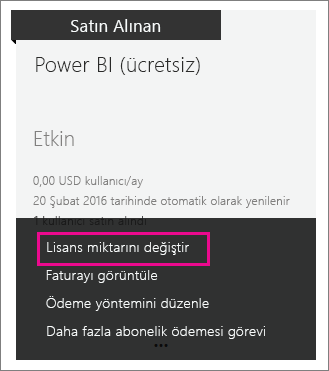 Satın Alınan
Power BI (ücretsiz)
Etkin
0,00 USD kullanıcı/ay
20 Şubat 2016 tarihinde otomatik olarak yenilenir
1 kullanıcı satın alındı
Lisans miktarını değiştir
Faturayı görüntüle
Ödeme yöntemini düzenle
Daha fazla abonelik ödemesi görevi
...